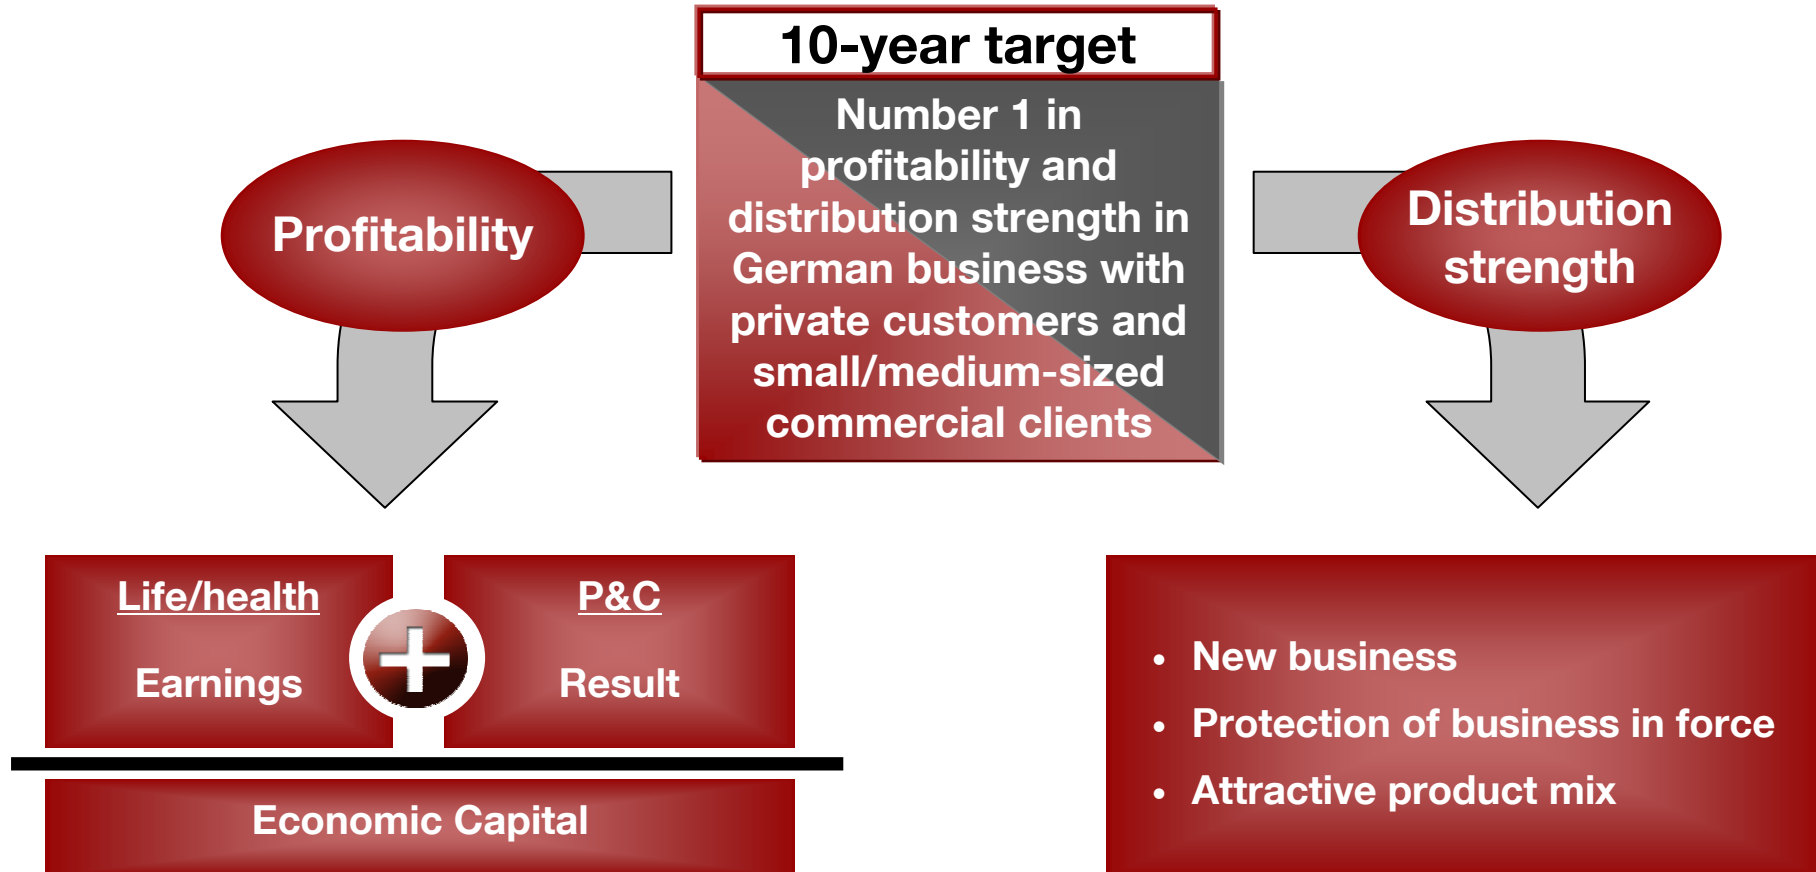 10-year target
Number 1 in
profitability and
distribution strength in
German business with
private customers and
small/medium-sized
commercial clients
Profitability
Distribution
strength
Life/health
Earnings
P&C
Result
Economic Capital
• New business
• Protection of business in force
• Attractive product mix